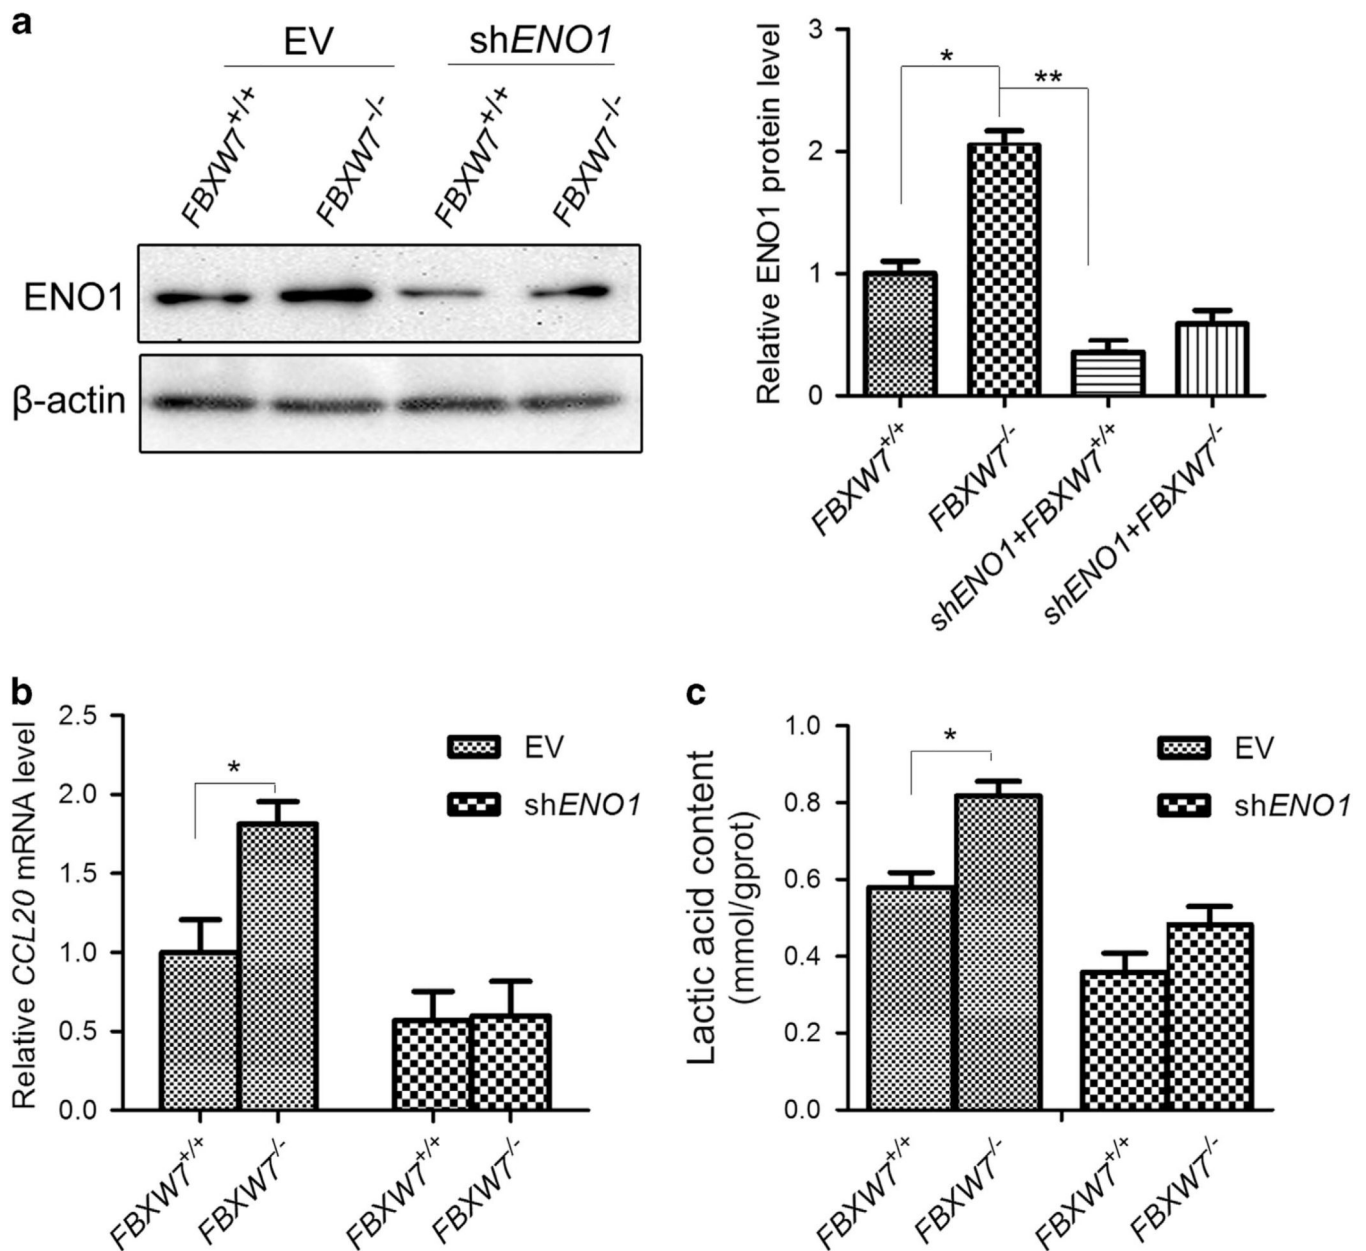 a
EV
shENO1
FBXW7+/+
FBXW7-/-
FBXW7+/+
FBXW7-/-
ENO1
β-actin
Relative ENO1 protein level
3
2
1
0
*
**
FBXW7+/+
FBXW7-/-
shENO1+FBXW7+/+
shENO1+FBXW7-/-
b
Relative CCL20 mRNA level
2.5
2.0
1.5
1.0
0.5
0.0
*
EV
shENO1
FBXW7+/+
FBXW7-/-
FBXW7+/+
FBXW7-/-
c
Lactic acid content
(mmol/gprot)
1.0
0.8
0.6
0.4
0.2
0.0
*
EV
shENO1
FBXW7+/+
FBXW7-/-
FBXW7+/+
FBXW7-/-